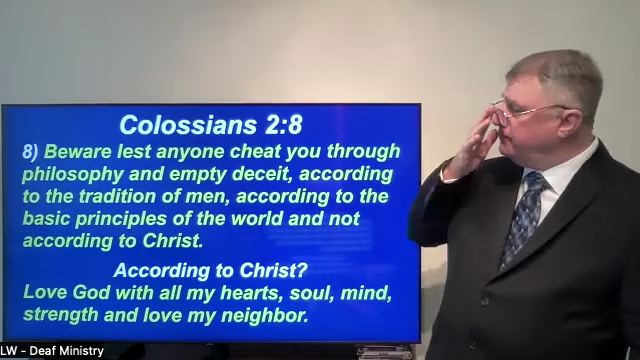 Colossians 2:8
8) Beware lest anyone cheat you through
philosophy and empty deceit, according
to the tradition of men, according to the
basic principles of the world and not
according to Christ.
According to Christ?
Love God with all my hearts, soul, mind,
strength and love my neighbor.
LW - Deaf Ministry